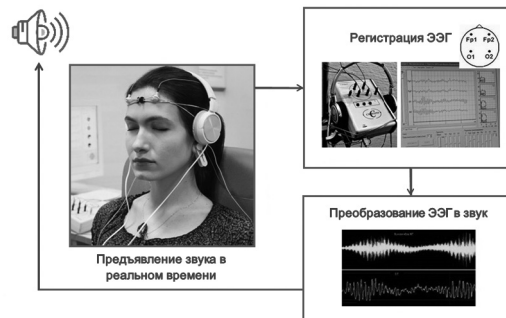 Регистрация ЭЭГ
Fp1 Fp2
O1 O2
Преобразование ЭЭГ в звук
Предъявление звука в
реальном времени